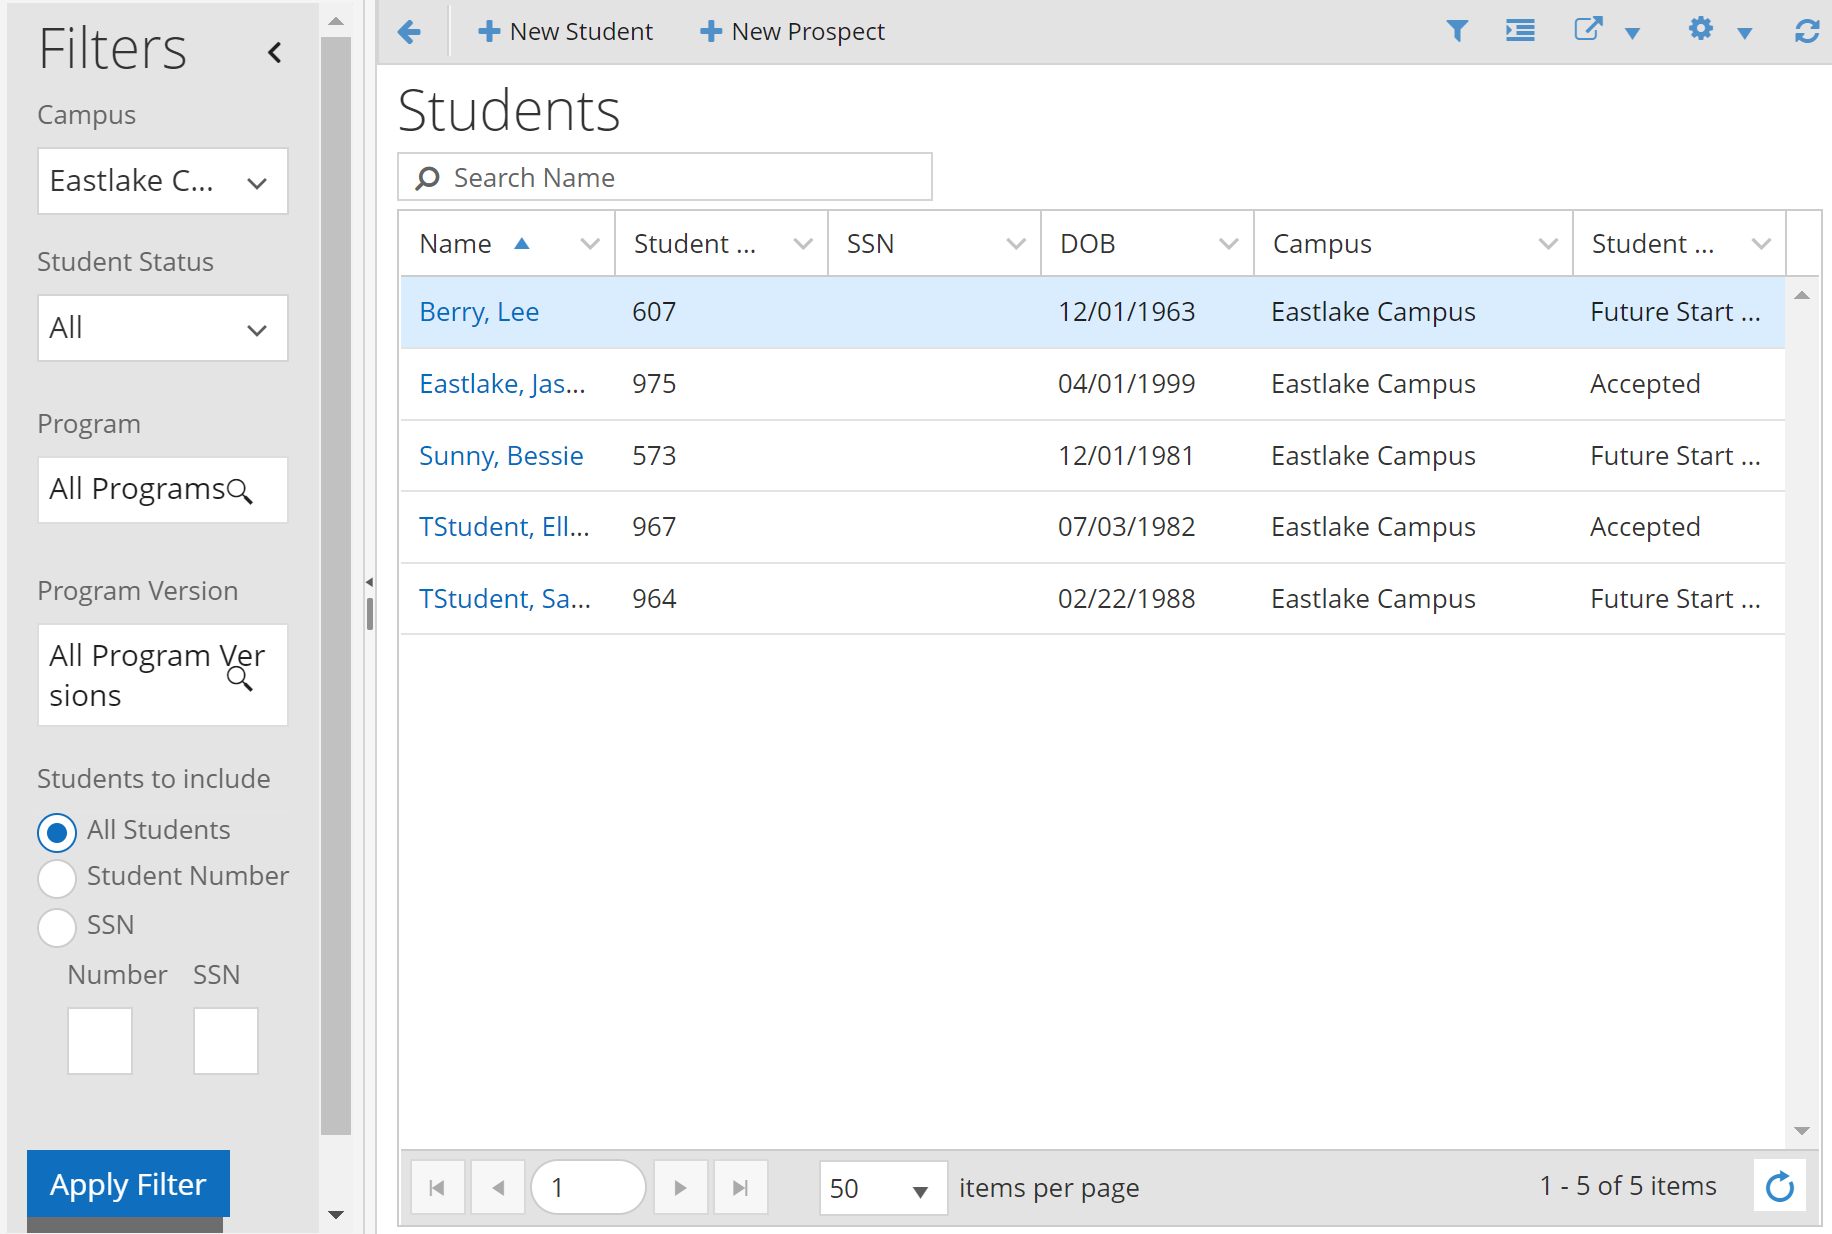 Filters
Campus
Eastlake C...
Student Status
All
Program
All Programs
Program Version
All Program Ver
sions
Students to include
All Students
Student Number
SSN
Number SSN
Apply Filter
New Student New Prospect
Students
Search Name
Name Student ... SSN DOB Campus Student ...
Berry, Lee 607 12/01/1963 Eastlake Campus Future Start ...
Eastlake, Jas... 975 04/01/1999 Eastlake Campus Accepted
Sunny, Bessie 573 12/01/1981 Eastlake Campus Future Start ...
TStudent, Ell... 967 07/03/1982 Eastlake Campus Accepted
TStudent, Sa... 964 02/22/1988 Eastlake Campus Future Start ...
1 50 items per page 1 - 5 of 5 items